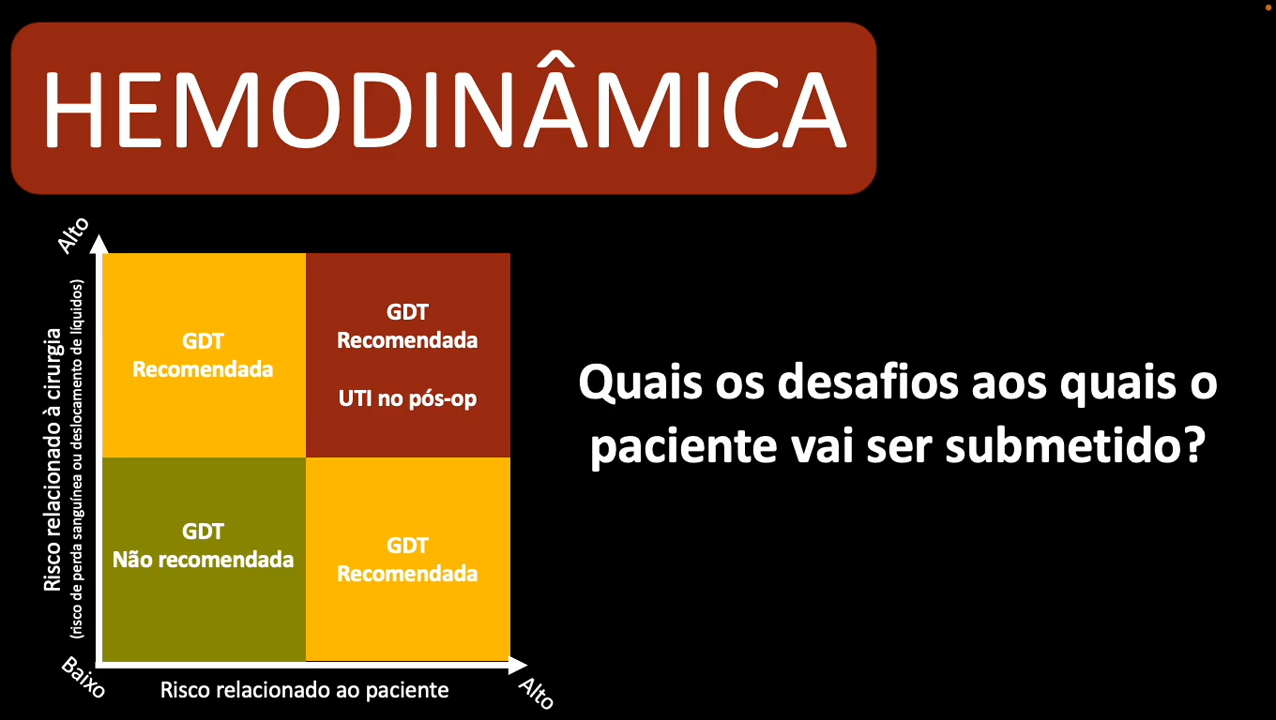 HEMODINÂMICA
Alto
Risco relacionado à cirurgia
(risco de perda sanguínea ou deslocamento de líquidos)
GDT
Recomendada
GDT
Recomendada
UTI no pós-op
GDT
Não recomendada
GDT
Recomendada
Baixo
Risco relacionado ao paciente
Alto
Quais os desafios aos quais o
paciente vai ser submetido?